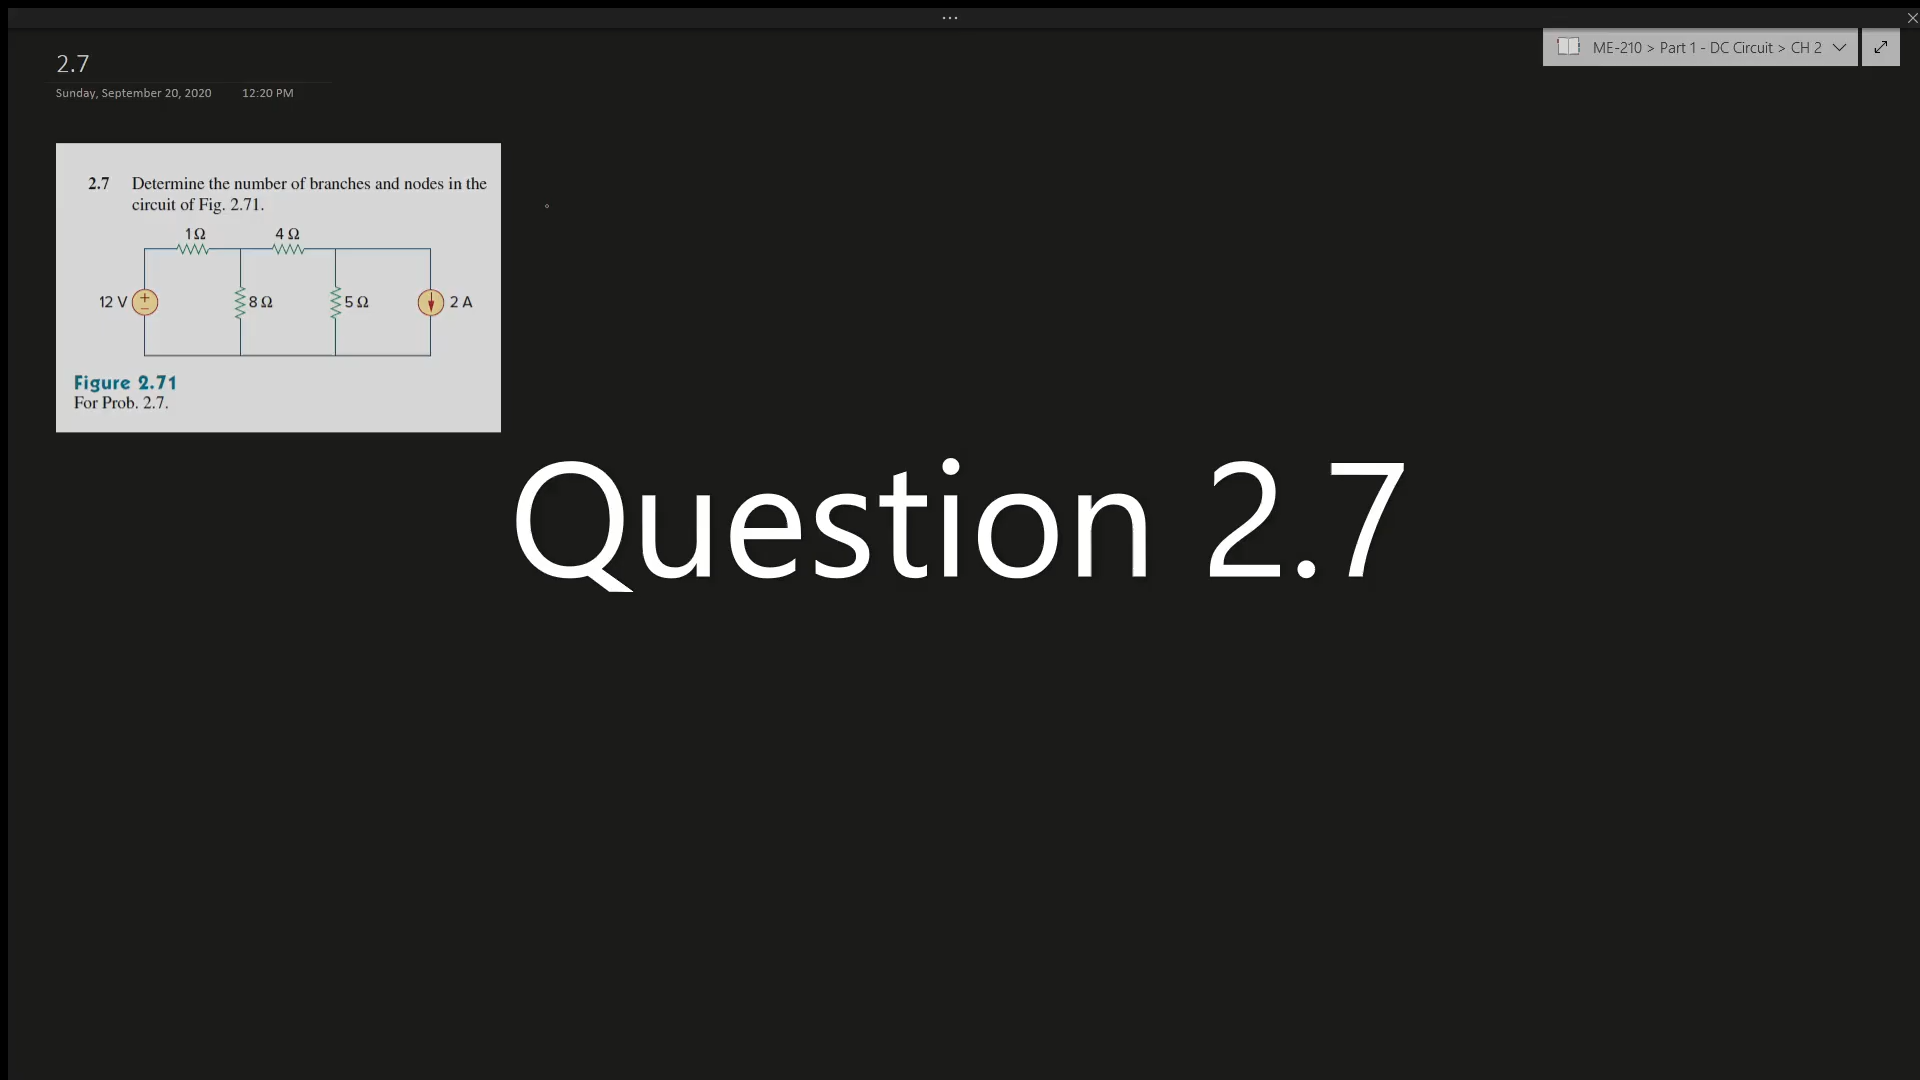 ...
ME-210 > Part 1 - DC Circuit > CH 2
2.7
Sunday, September 20, 2020 12:20 PM
2.7 Determine the number of branches and nodes in the
circuit of Fig. 2.71.
1 Ω 4 Ω
12 V + − 8 Ω 5 Ω 2 A
Figure 2.71
For Prob. 2.7.
Question 2.7